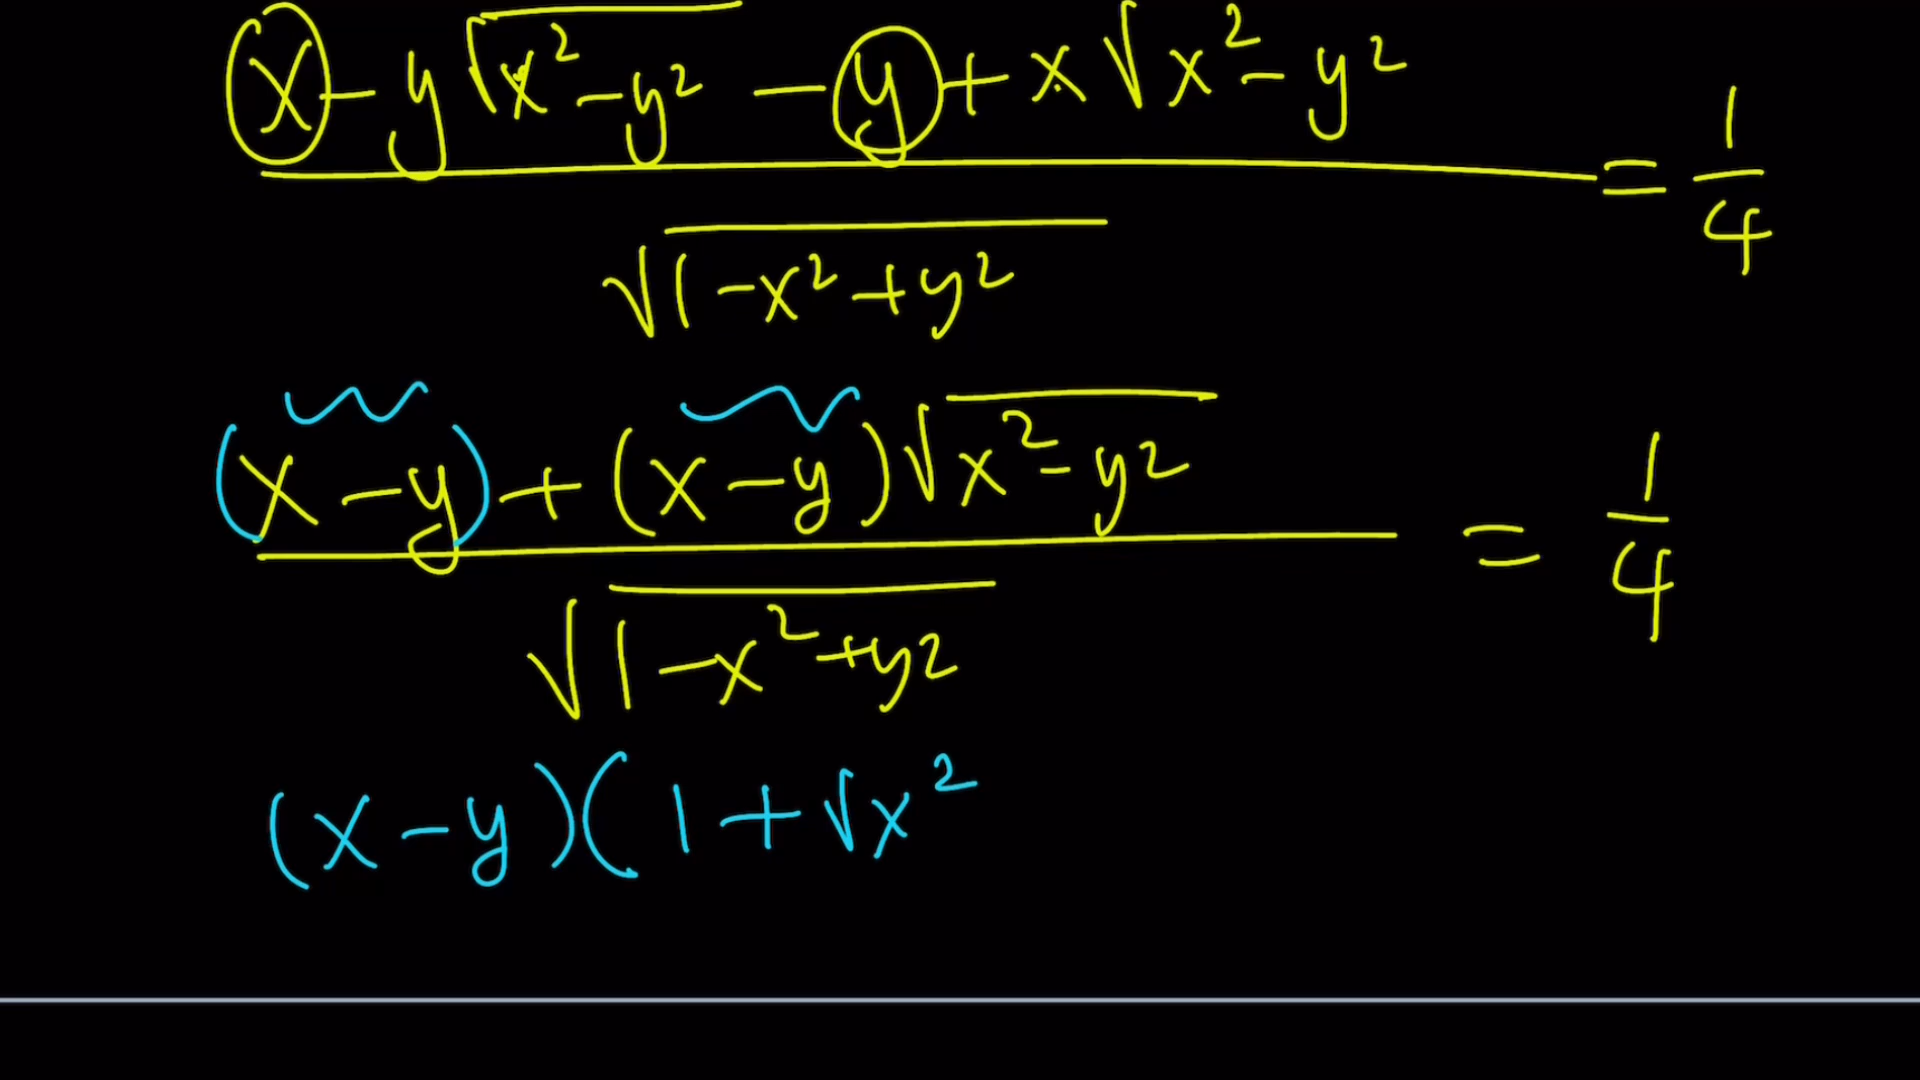 x - y√x² - y² - y + x√x² - y² = 1/4
√1 - x² + y²
(x - y) + (x - y)√x² - y² = 1/4
√1 - x² + y²
(x - y)(1 + √x²